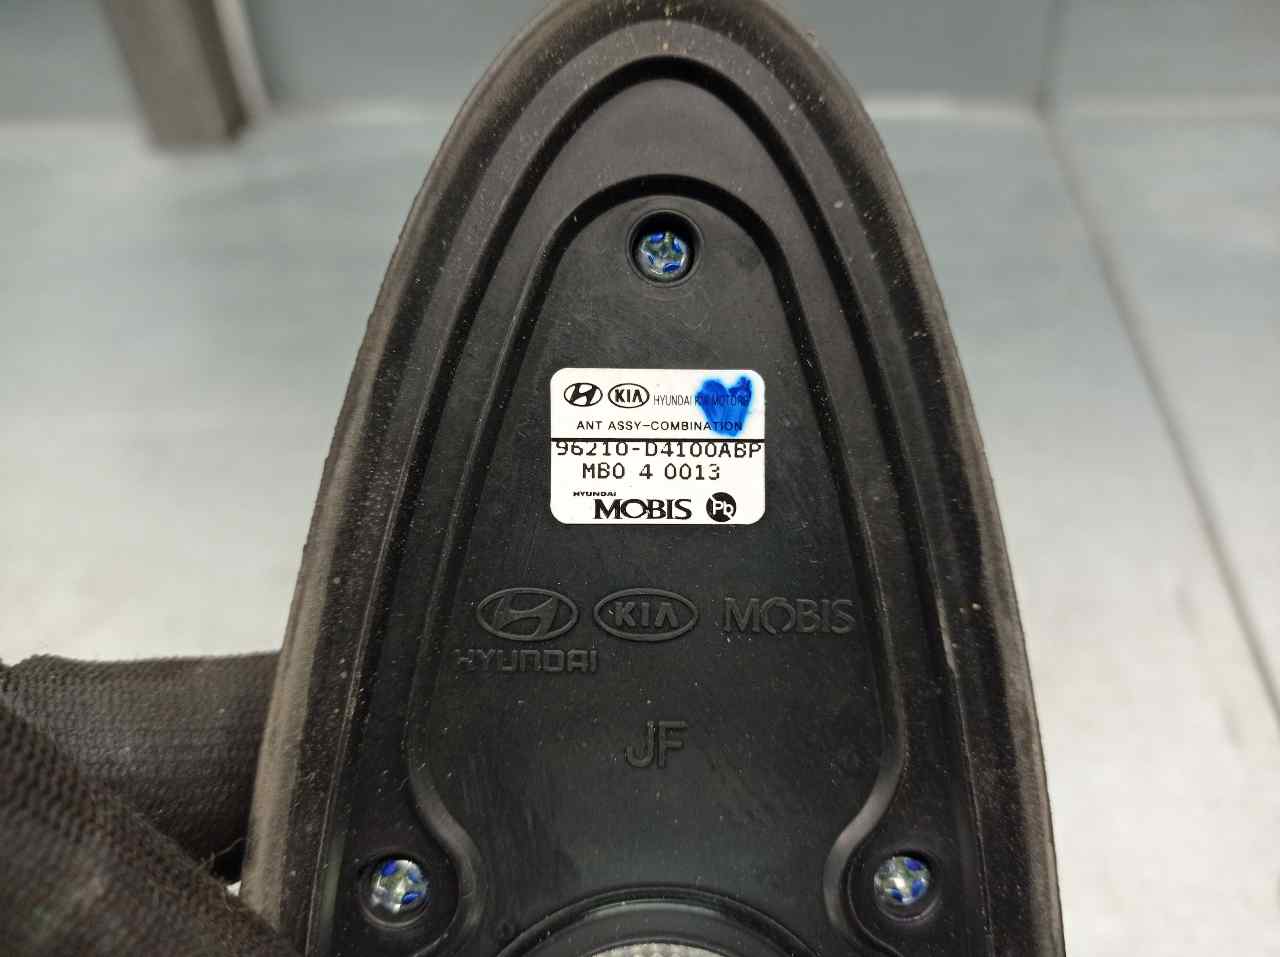 KIA HYUNDAI KIA MOTORS
ANT ASSY-COMBINATION
96210-D4100ABP
MB0 4 0013
HYUNDAI
MOBIS Pb
KIA MOBIS
HYUNDAI
JF